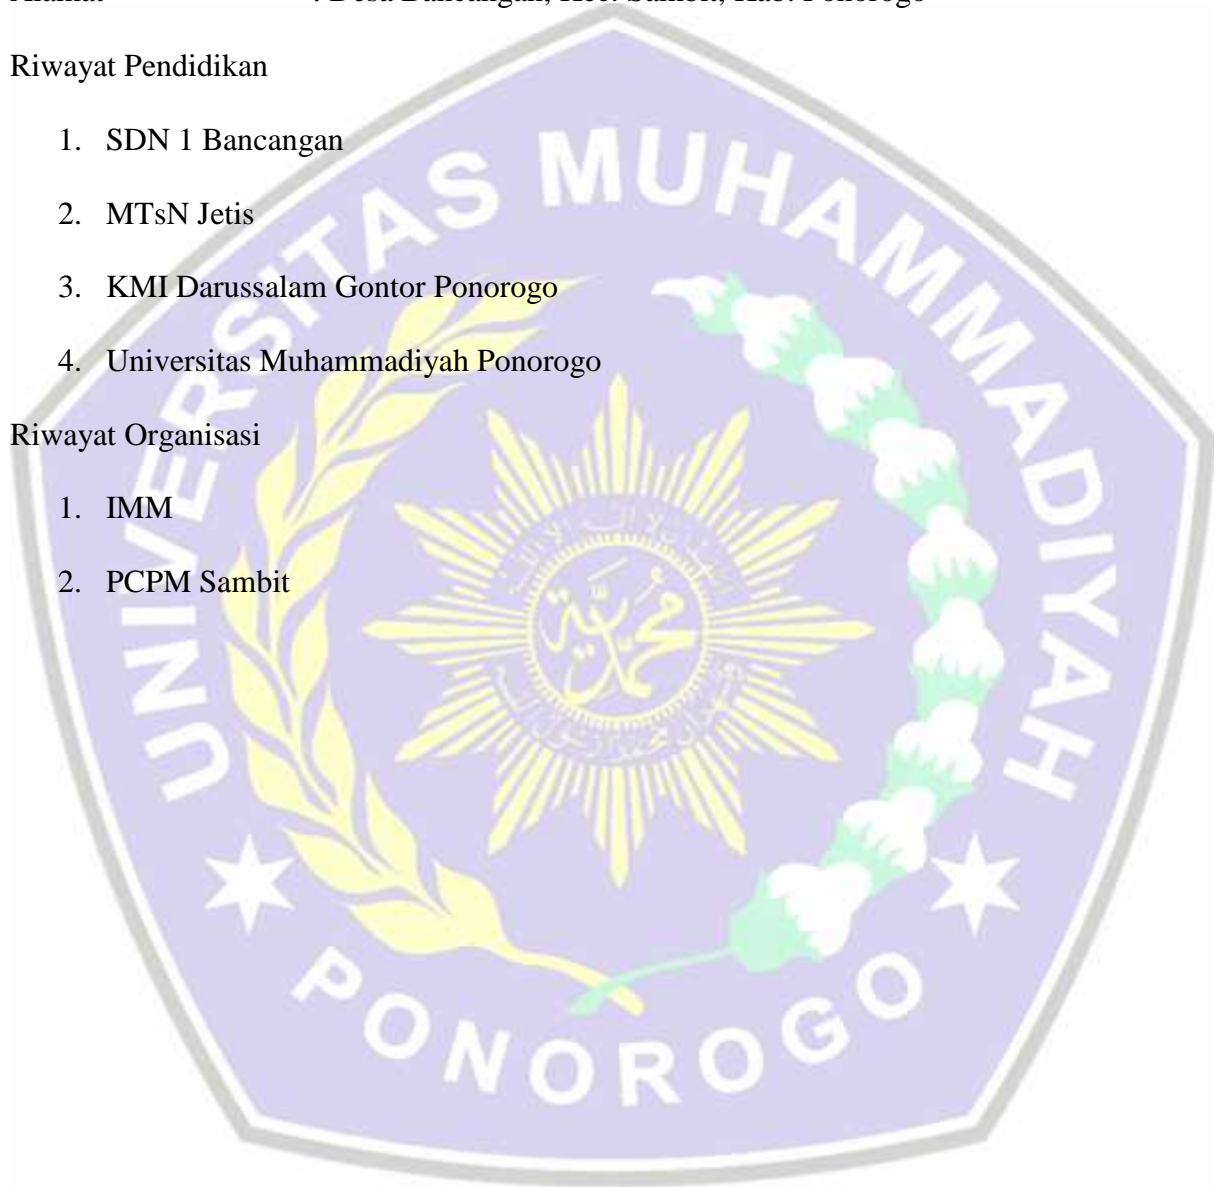 Alamat : Desa Bancangan, Kec. Sambit, Kab. Ponorogo
Riwayat Pendidikan
1. SDN 1 Bancangan
2. MTsN Jetis
3. KMI Darussalam Gontor Ponorogo
4. Universitas Muhammadiyah Ponorogo
Riwayat Organisasi
1. IMM
2. PCPM Sambit
UNIVERSITAS MUHAMMADIYAH
PONOROGO
محمدية